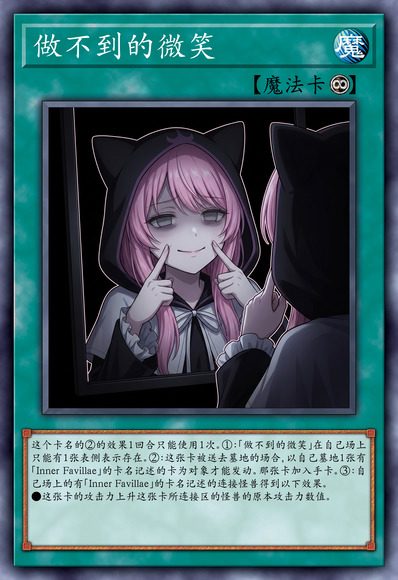 做不到的微笑
魔
【魔法卡】
这个卡名的②的效果1回合只能使用1次。①：「做不到的微笑」在自己场上
只能有1张表侧表示存在。②：这张卡被送去墓地的场合，以自己墓地1张有
「Inner Favillae」的卡名记述的卡为对象才能发动。那张卡加入手卡。③：自
己场上的有「Inner Favillae」的卡名记述的连接怪兽得到以下效果。
●这张卡的攻击力上升这张卡所连接区的怪兽的原本攻击力数值。